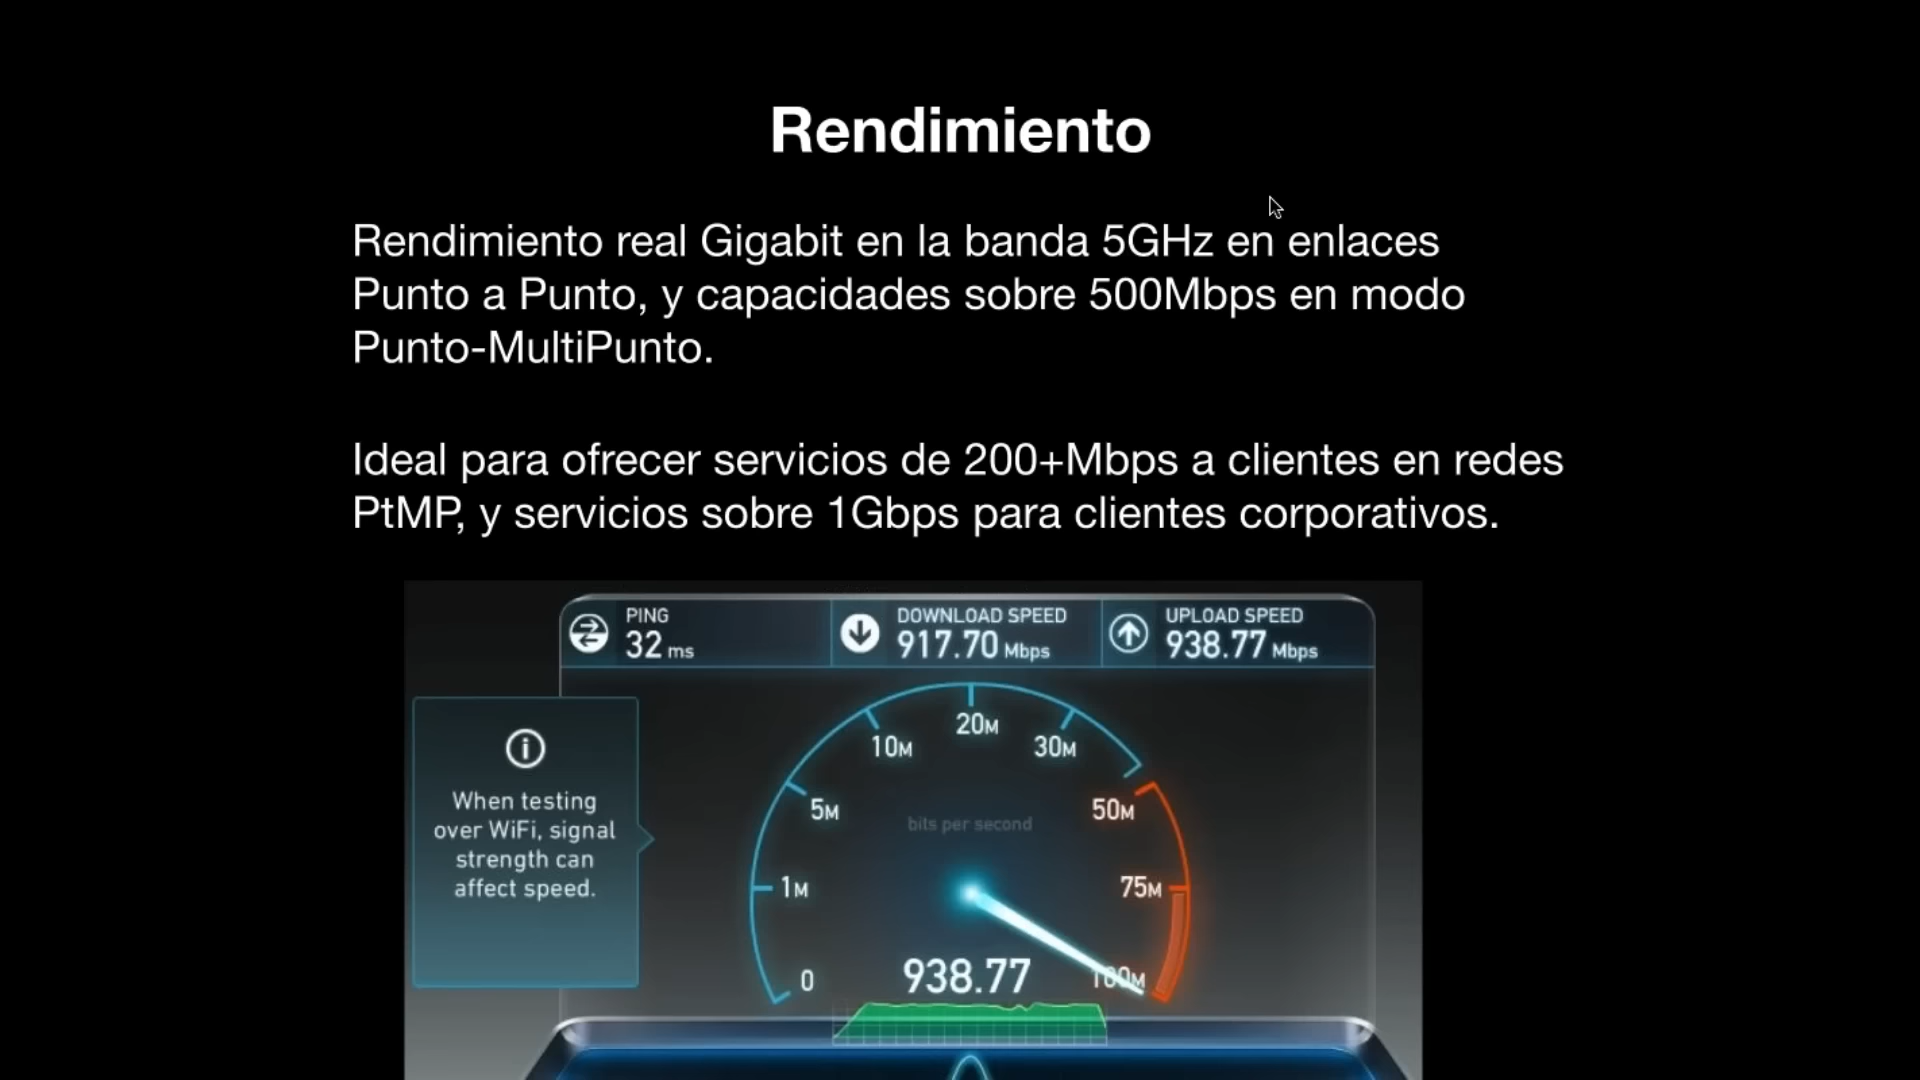 Rendimiento
Rendimiento real Gigabit en la banda 5GHz en enlaces
Punto a Punto, y capacidades sobre 500Mbps en modo
Punto-MultiPunto.
Ideal para ofrecer servicios de 200+Mbps a clientes en redes
PtMP, y servicios sobre 1Gbps para clientes corporativos.
PING
32 ms
DOWNLOAD SPEED
917.70 Mbps
UPLOAD SPEED
938.77 Mbps
When testing
over WiFi, signal
strength can
affect speed.
0
1M
5M
10M
20M
30M
50M
75M
100M
bits per second
938.77